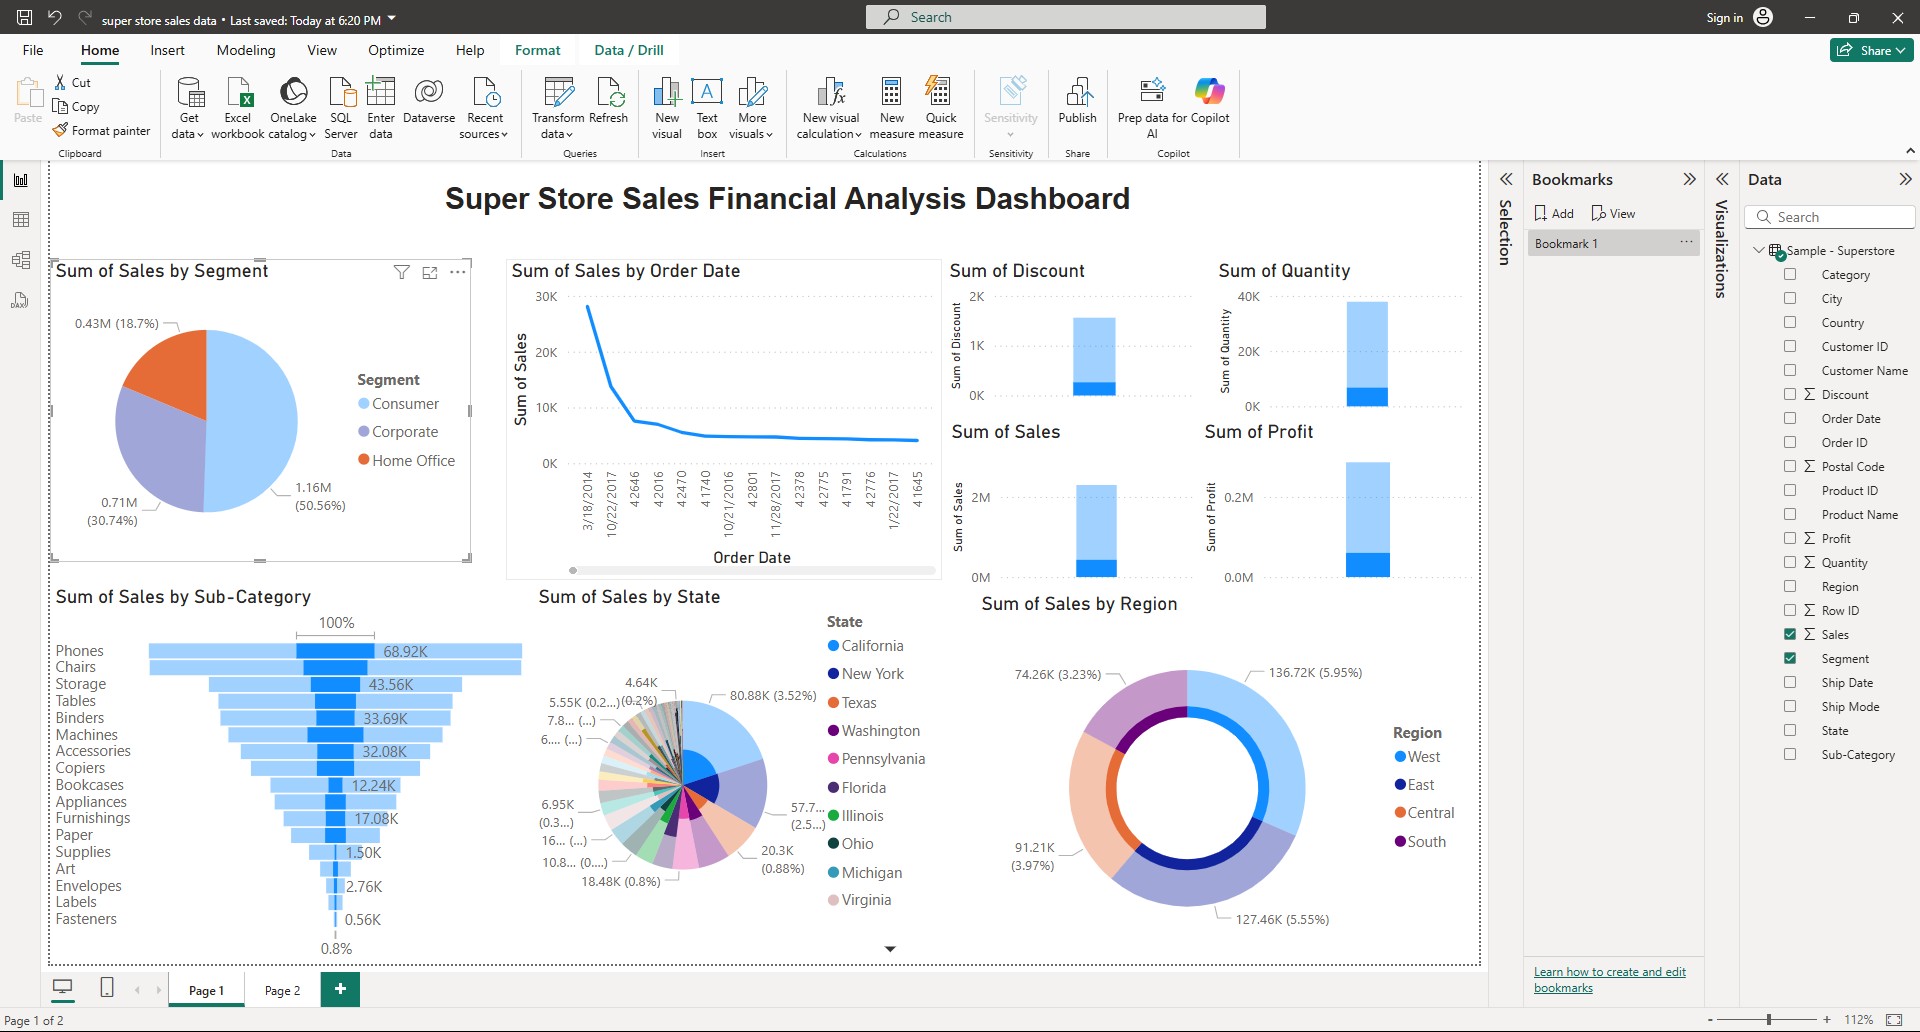 super store sales data • Last saved: Today at 6:20 PM
Search
Sign in
File
Home
Insert
Modeling
View
Optimize
Help
Format
Data / Drill
Share
Paste
Cut
Copy
Format painter
Clipboard
Get data
Excel workbook
OneLake catalog
SQL Server
Enter data
Dataverse
Recent sources
Data
Transform data
Refresh
Queries
New visual
Text box
More visuals
Insert
New visual calculation
New measure
Quick measure
Calculations
Sensitivity
Sensitivity
Publish
Share
Prep data for AI
Copilot
Copilot
Super Store Sales Financial Analysis Dashboard
Sum of Sales by Segment
0.43M (18.7%)
0.71M
(30.74%)
1.16M
(50.56%)
Segment
Consumer
Corporate
Home Office
Sum of Sales by Order Date
Sum of Sales
30K
20K
10K
0K
3/18/2014
10/22/2017
42646
42016
42470
41740
10/21/2016
42801
11/28/2017
42378
42775
41791
42776
1/22/2017
41645
Order Date
Sum of Discount
Sum of Discount
2K
1K
0K
Sum of Quantity
Sum of Quantity
40K
20K
0K
Sum of Sales
Sum of Sales
2M
0M
Sum of Profit
Sum of Profit
0.2M
0.0M
Sum of Sales by Sub-Category
100%
Phones 68.92K
Chairs
Storage 43.56K
Tables
Binders 33.69K
Machines
Accessories 32.08K
Copiers
Bookcases 12.24K
Appliances
Furnishings 17.08K
Paper
Supplies 1.50K
Art
Envelopes 2.76K
Labels
Fasteners 0.56K
0.8%
Sum of Sales by State
4.64K
(0.2%)
5.55K (0.2...)
7.8... (...)
6.... (...)
6.95K
(0.3...)
16... (...)
10.8... (0....)
18.48K (0.8%)
80.88K (3.52%)
57.7...
(2.5...)
20.3K
(0.88%)
State
California
New York
Texas
Washington
Pennsylvania
Florida
Illinois
Ohio
Michigan
Virginia
Sum of Sales by Region
74.26K (3.23%)
136.72K (5.95%)
91.21K
(3.97%)
127.46K (5.55%)
Region
West
East
Central
South
Selection
Bookmarks
Add
View
Bookmark 1
Learn how to create and edit
bookmarks
Visualizations
Data
Search
Sample - Superstore
Category
City
Country
Customer ID
Customer Name
Discount
Order Date
Order ID
Postal Code
Product ID
Product Name
Profit
Quantity
Region
Row ID
Sales
Segment
Ship Date
Ship Mode
State
Sub-Category
Page 1
Page 2
+
Page 1 of 2
- + 112%